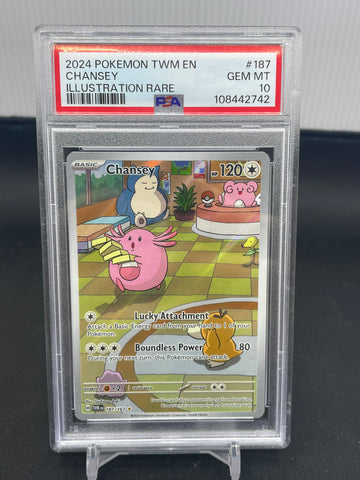 2024 POKEMON TWM EN #187
CHANSEY GEM MT
ILLUSTRATION RARE 10
PSA 108442742
BASIC
Chansey HP 120
Lucky Attachment
Attach a Basic Energy card from your hand to 1 of your
Pokémon.
Boundless Power 80
During your next turn, this Pokémon can't attack.
187/167